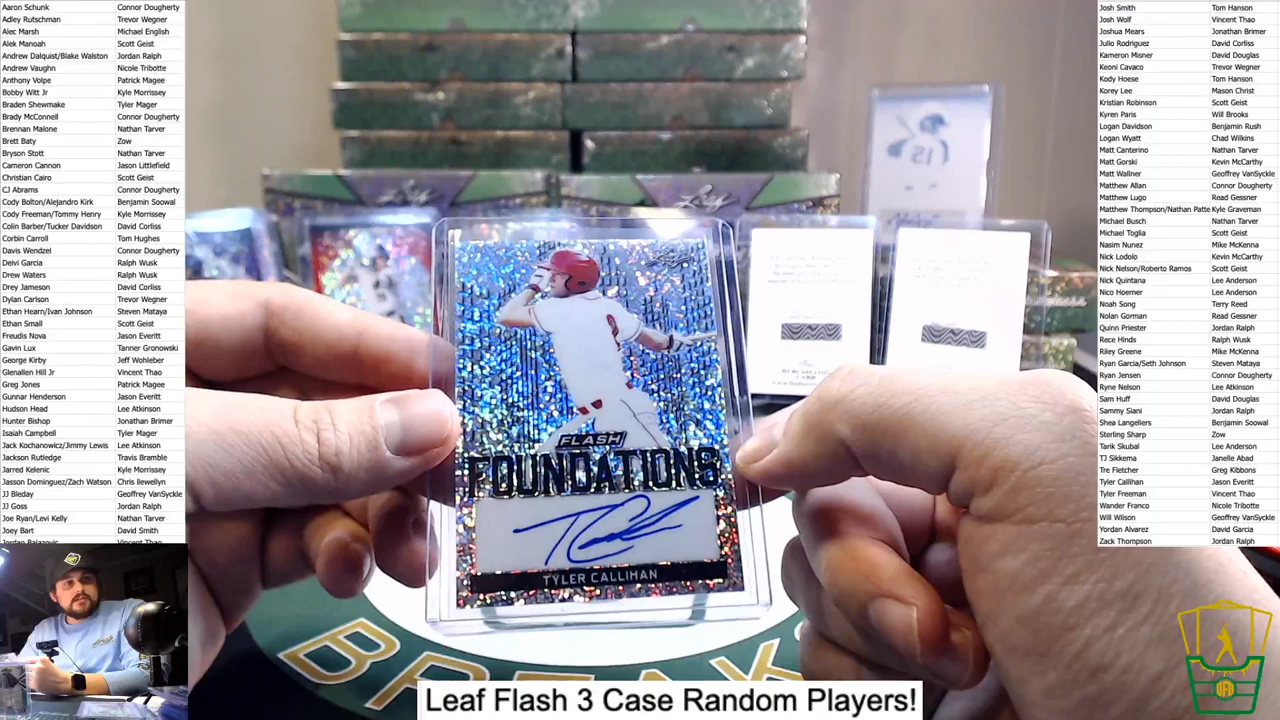 Aaron Schunk Connor Dougherty
Adley Rutschman Trevor Wegner
Alec Marsh Michael English
Alek Manoah Scott Geist
Andrew Dalquist/Blake Walston Jordan Ralph
Andrew Vaughn Nicole Tribotte
Anthony Volpe Patrick Magee
Bobby Witt Jr Kyle Morrissey
Braden Shewmake Tyler Mager
Brady McConnell Connor Dougherty
Brennan Malone Nathan Tarver
Brett Baty Zow
Bryson Stott Nathan Tarver
Cameron Cannon Jason Littlefield
Christian Cairo Scott Geist
CJ Abrams Connor Dougherty
Cody Bolton/Alejandro Kirk Benjamin Soowal
Cody Freeman/Tommy Henry Kyle Morrissey
Colin Barber/Tucker Davidson David Corliss
Corbin Carroll Tom Hughes
Davis Wendzel Connor Dougherty
Deivi Garcia Ralph Wusk
Drew Waters Ralph Wusk
Drey Jameson David Corliss
Dylan Carlson Trevor Wegner
Ethan Hearn/Ivan Johnson Steven Mataya
Ethan Small Scott Geist
Freudis Nova Jason Everitt
Gavin Lux Tanner Gronowski
George Kirby Jeff Wohleber
Glenallen Hill Jr Vincent Thao
Greg Jones Patrick Magee
Gunnar Henderson Jason Everitt
Hudson Head Lee Atkinson
Hunter Bishop Jonathan Brimer
Isaiah Campbell Tyler Mager
Jack Kochanowicz/Jimmy Lewis Lee Atkinson
Jackson Rutledge Travis Bramble
Jarred Kelenic Kyle Morrissey
Jasson Dominguez/Zach Watson Chris llewellyn
JJ Bleday Geoffrey VanSyckle
JJ Goss Jordan Ralph
Joe Ryan/Levi Kelly Nathan Tarver
Joey Bart David Smith
Jordan Balazovic Vincent Thao
Josh Smith Tom Hanson
Josh Wolf Vincent Thao
Joshua Mears Jonathan Brimer
Julio Rodriguez David Corliss
Kameron Misner David Douglas
Keoni Cavaco Trevor Wegner
Kody Hoese Tom Hanson
Korey Lee Mason Christ
Kristian Robinson Scott Geist
Kyren Paris Will Brooks
Logan Davidson Benjamin Rush
Logan Wyatt Chad Wilkins
Matt Canterino Nathan Tarver
Matt Gorski Kevin McCarthy
Matt Wallner Geoffrey VanSyckle
Matthew Allan Connor Dougherty
Matthew Lugo Read Gessner
Matthew Thompson/Nathan Patte Kyle Graveman
Michael Busch Nathan Tarver
Michael Toglia Scott Geist
Nasim Nunez Mike McKenna
Nick Lodolo Kevin McCarthy
Nick Nelson/Roberto Ramos Scott Geist
Nick Quintana Lee Anderson
Nico Hoerner Lee Anderson
Noah Song Terry Reed
Nolan Gorman Read Gessner
Quinn Priester Jordan Ralph
Rece Hinds Ralph Wusk
Riley Greene Mike McKenna
Ryan Garcia/Seth Johnson Steven Mataya
Ryan Jensen Connor Dougherty
Ryne Nelson Lee Atkinson
Sam Huff David Douglas
Sammy Siani Jordan Ralph
Shea Langeliers Benjamin Soowal
Sterling Sharp Zow
Tarik Skubal Lee Anderson
TJ Sikkema Janelle Abad
Tre Fletcher Greg Kibbons
Tyler Callihan Jason Everitt
Tyler Freeman Vincent Thao
Wander Franco Nicole Tribotte
Will Wilson Geoffrey VanSyckle
Yordan Alvarez David Garcia
Zack Thompson Jordan Ralph
21
Leaf
FLASH
FOUNDATIONS
TYLER CALLIHAN
BREAK
Leaf Flash 3 Case Random Players!